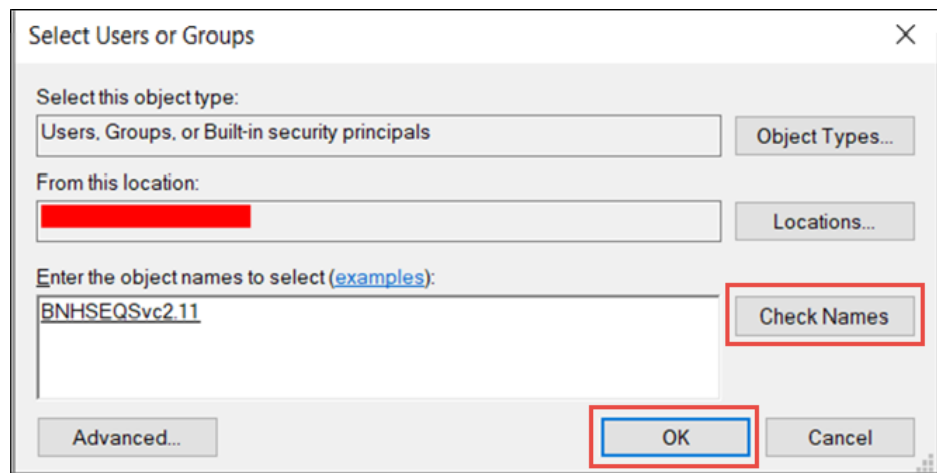 Select Users or Groups
Select this object type:
Users, Groups, or Built-in security principals
Object Types...
From this location:
Locations...
Enter the object names to select (examples):
BNHSEQSvc2.11
Check Names
Advanced...
OK
Cancel